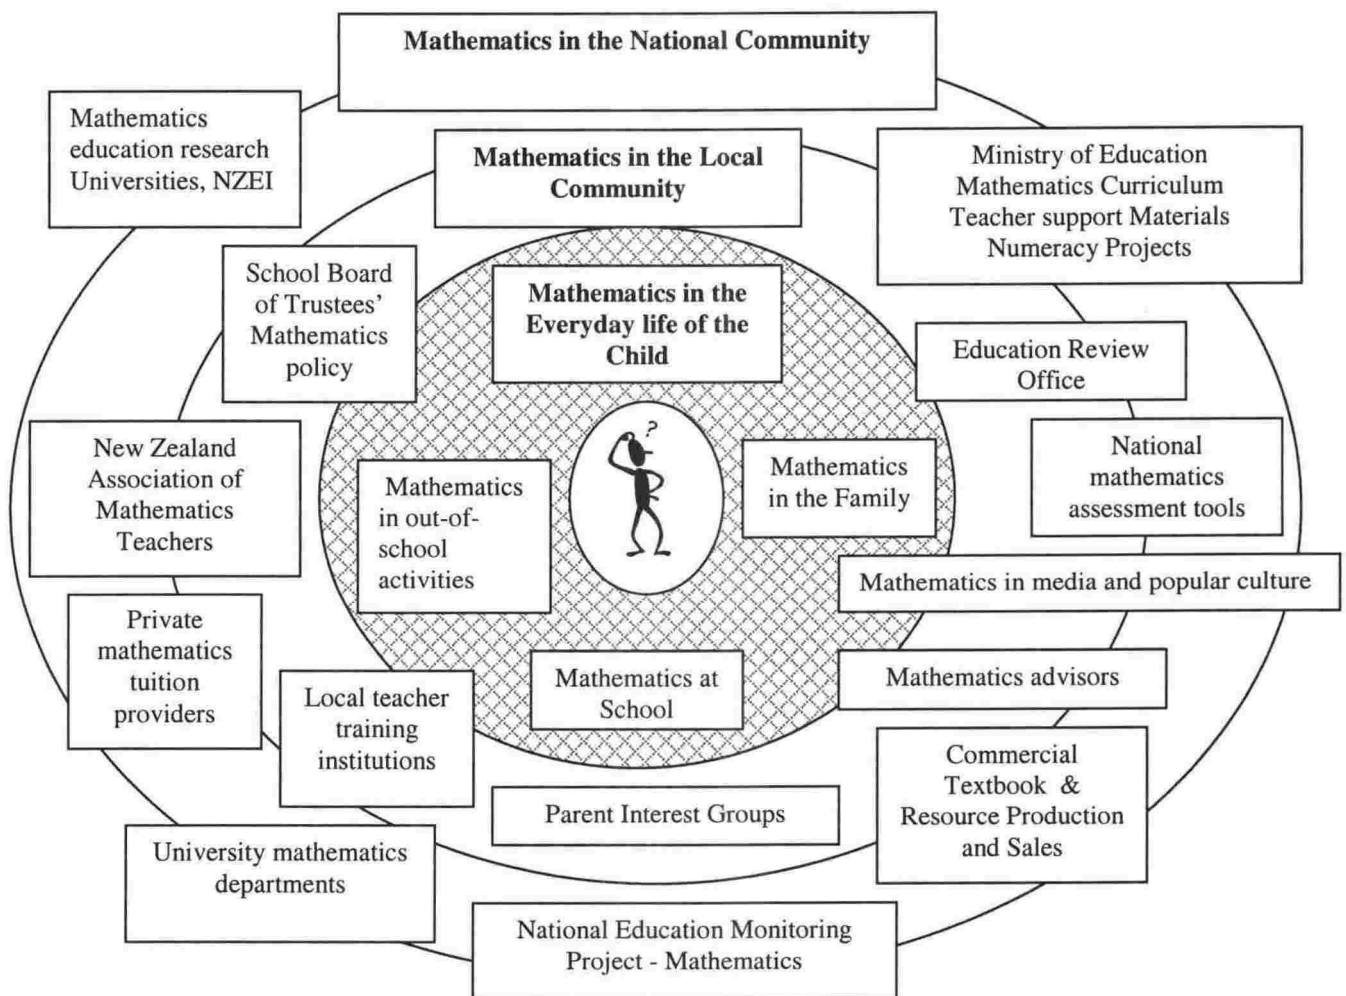 Mathematics in the National Community
Mathematics
education research
Universities, NZEI
Mathematics in the Local
Community
Ministry of Education
Mathematics Curriculum
Teacher support Materials
Numeracy Projects
School Board
of Trustees’
Mathematics
policy
Mathematics in the
Everyday life of the
Child
Education Review
Office
New Zealand
Association of
Mathematics
Teachers
Mathematics
in out-of-
school
activities
?
Mathematics
in the Family
National
mathematics
assessment tools
Mathematics in media and popular culture
Private
mathematics
tuition
providers
Local teacher
training
institutions
Mathematics at
School
Mathematics advisors
Commercial
Textbook &
Resource Production
and Sales
Parent Interest Groups
University mathematics
departments
National Education Monitoring
Project - Mathematics